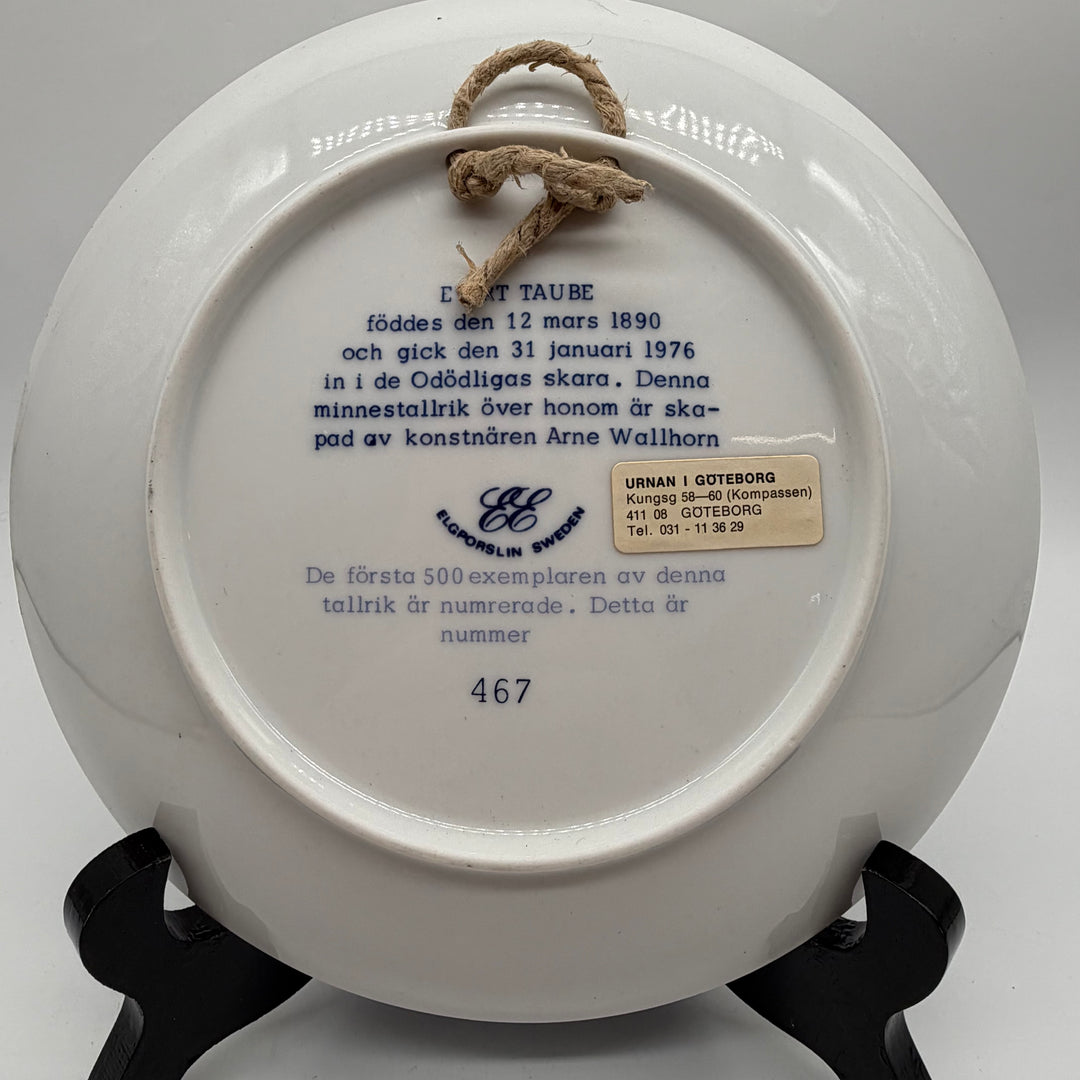 TAUBE
föddes den 12 mars 1890
och gick den 31 januari 1976
in i de Odödligas skara. Denna
minnestallrik över honom är ska-
pad av konstnären Arne Wallhorn
EE
ELGPORSLIN SWEDEN
URNAN I GÖTEBORG
Kungsg 58—60 (Kompassen)
411 08 GÖTEBORG
Tel. 031 - 11 36 29
De första 500 exemplaren av denna
tallrik är numrerade. Detta är
nummer
467